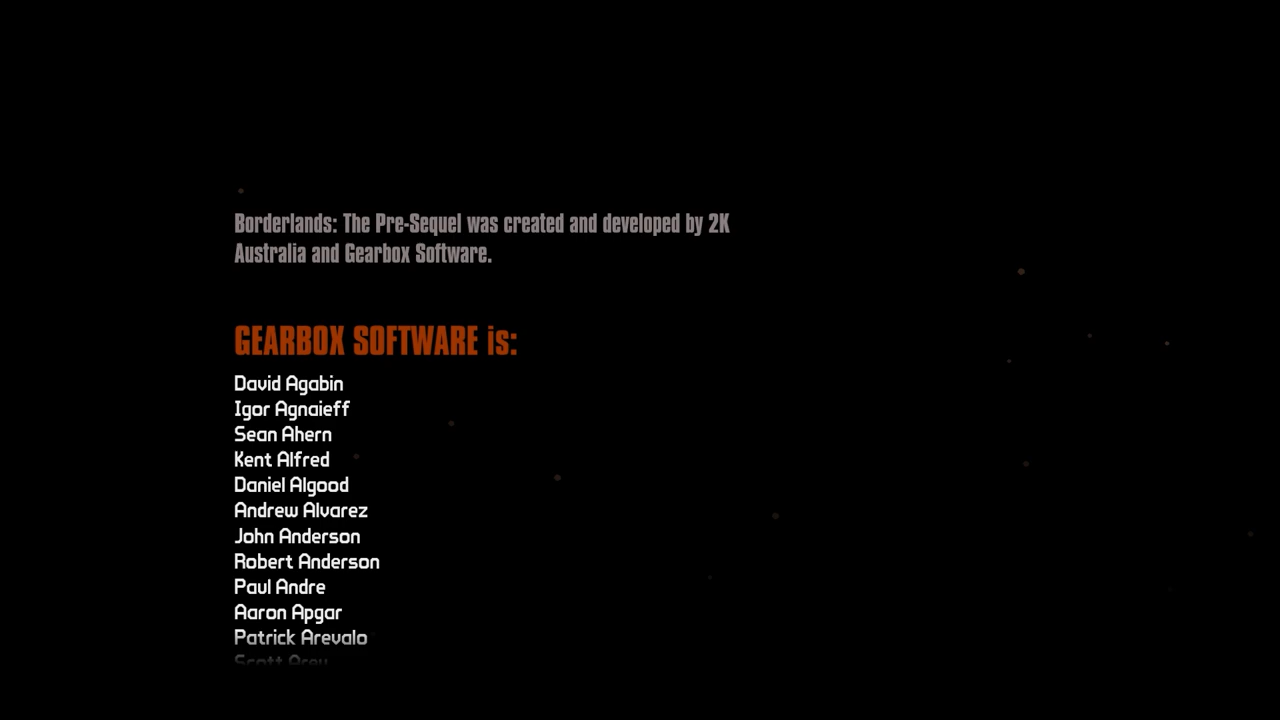 Borderlands: The Pre-Sequel was created and developed by 2K
Australia and Gearbox Software.
GEARBOX SOFTWARE is:
David Agabin
Igor Agnaieff
Sean Ahern
Kent Alfred
Daniel Algood
Andrew Alvarez
John Anderson
Robert Anderson
Paul Andre
Aaron Apgar
Patrick Arevalo
Scott